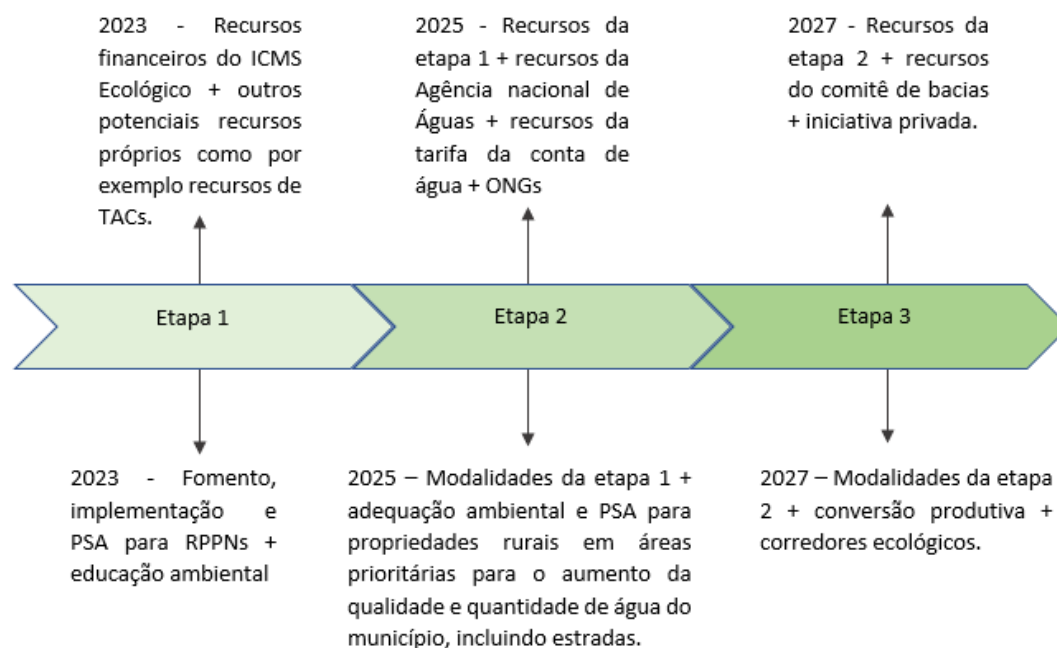 2023 - Recursos
financeiros do ICMS
Ecológico + outros
potenciais recursos
próprios como por
exemplo recursos de
TACs.
2025 - Recursos da
etapa 1 + recursos da
Agência nacional de
Águas + recursos da
tarifa da conta de
água + ONGs
2027 - Recursos da
etapa 2 + recursos
do comitê de bacias
+ iniciativa privada.
Etapa 1
Etapa 2
Etapa 3
2023 - Fomento,
implementação e
PSA para RPPNs +
educação ambiental
2025 – Modalidades da etapa 1 +
adequação ambiental e PSA para
propriedades rurais em áreas
prioritárias para o aumento da
qualidade e quantidade de água do
município, incluindo estradas.
2027 – Modalidades da etapa
2 + conversão produtiva +
corredores ecológicos.